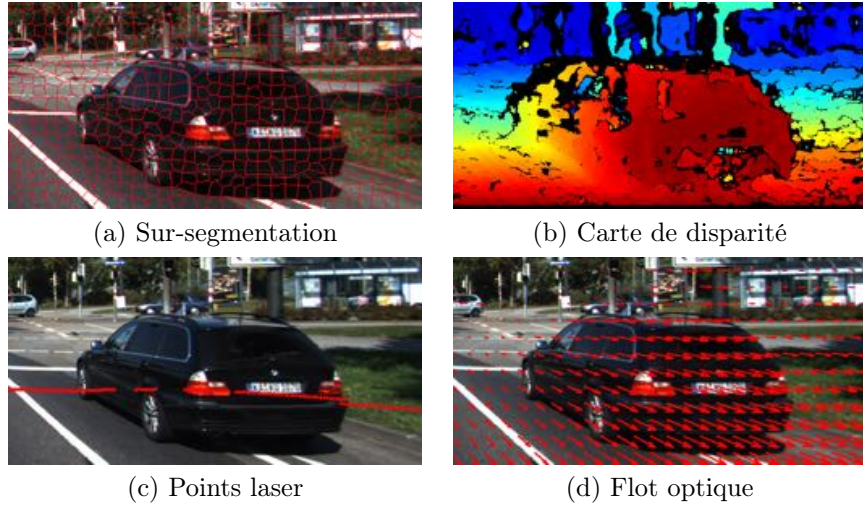 (a) Sur-segmentation
(b) Carte de disparité
(c) Points laser
(d) Flot optique